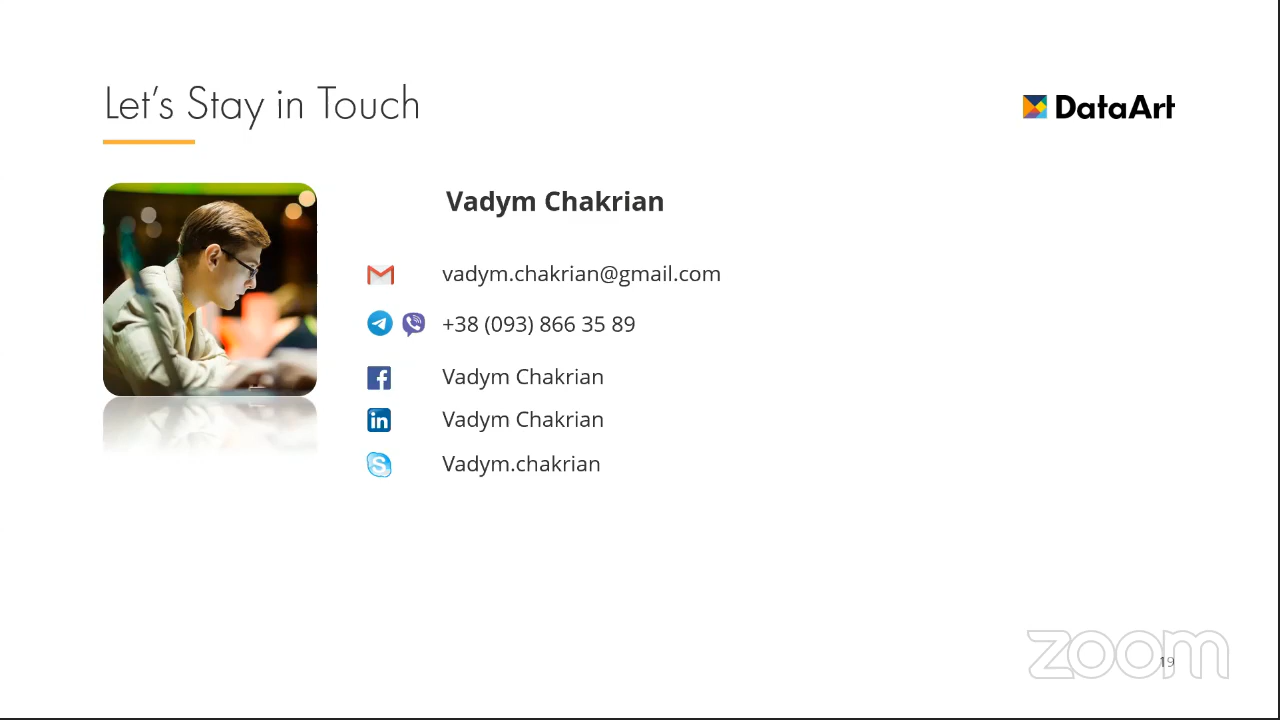 Let's Stay in Touch
DataArt
Vadym Chakrian
vadym.chakrian@gmail.com
+38 (093) 866 35 89
Vadym Chakrian
in
Vadym Chakrian
S
Vadym.chakrian
zoom
19